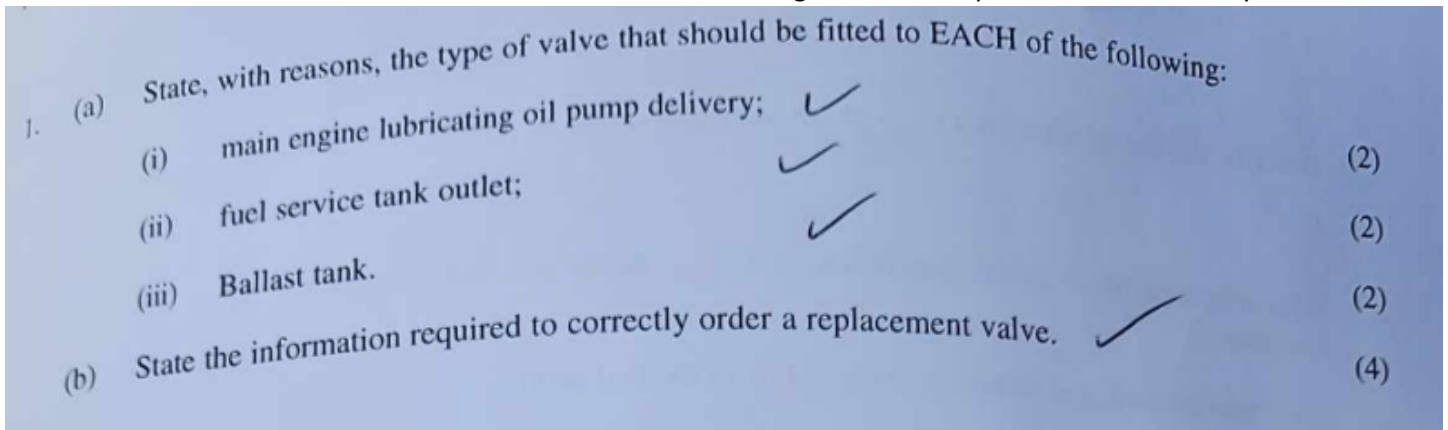 1. (a) State, with reasons, the type of valve that should be fitted to EACH of the following:
(i) main engine lubricating oil pump delivery;
(2)
(ii) fuel service tank outlet;
(2)
(iii) Ballast tank.
(2)
(b) State the information required to correctly order a replacement valve.
(4)